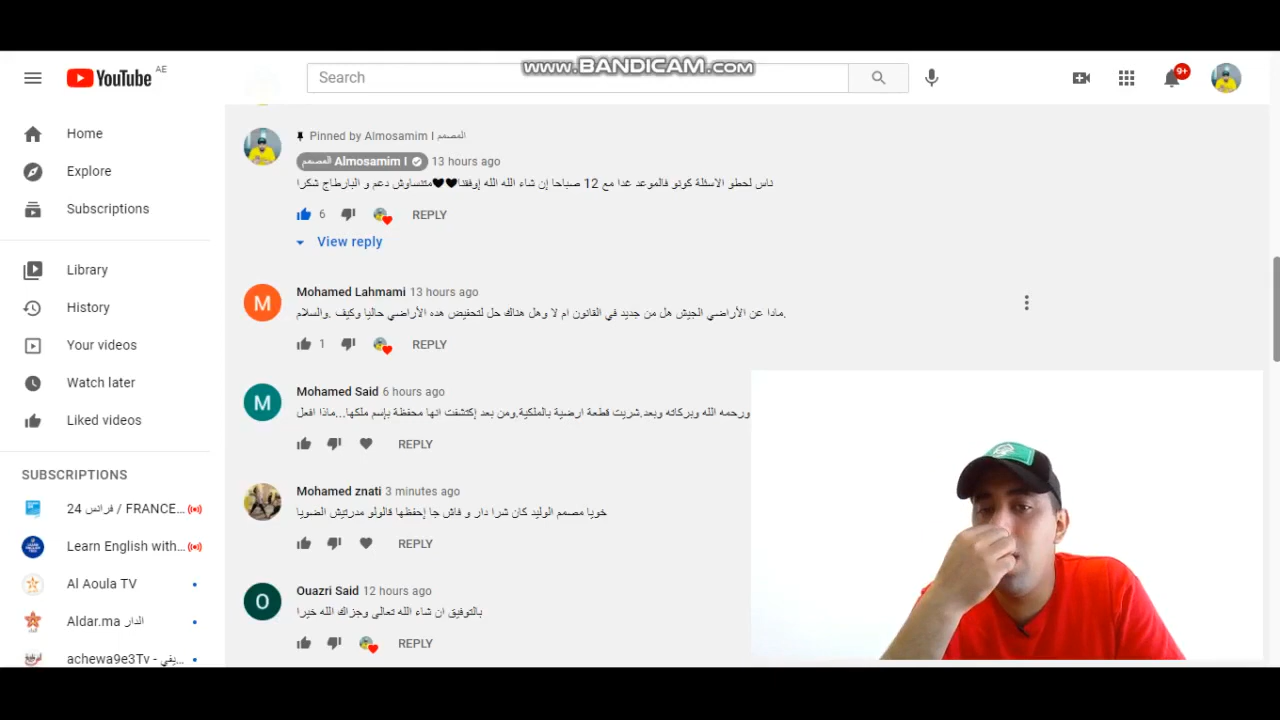 www.BANDICAM.com
YouTube AE
Search
9+
Home
Explore
Subscriptions
Library
History
Your videos
Watch later
Liked videos
SUBSCRIPTIONS
فرانس 24 / FRANCE...
Learn English with...
Al Aoula TV
Aldar.ma الدار
achewa9e3Tv -
Pinned by Almosamim I المصمم
Almosamim I المصمم 13 hours ago
ناس لحطو الاسئلة كونو فالموعد غدا مع 12 صباحا إن شاء الله الله إوفقنا🖤🖤متنساوش دعم و البارطاج شكرا
6 REPLY
View reply
Mohamed Lahmami 13 hours ago
مادا عن الأراضي الجيش هل من جديد في القانون ام لا وهل هناك حل لتحفيض هده الأراضي حاليا وكيف .والسلام.
1 REPLY
Mohamed Said 6 hours ago
ورحمه الله وبركاته وبعد.شريت قطعة ارضية بالملكية.ومن بعد إكتشفت انها محفظة بإسم ملكها...ماذا افعل
REPLY
Mohamed znati 3 minutes ago
خويا مصمم الوليد كان شرا دار و فاش جا إحفظها قالولو مدرتيش الضويا
REPLY
Ouazri Said 12 hours ago
بالتوفيق ان شاء الله تعالى وجزاك الله خيرا
REPLY
M
M
O